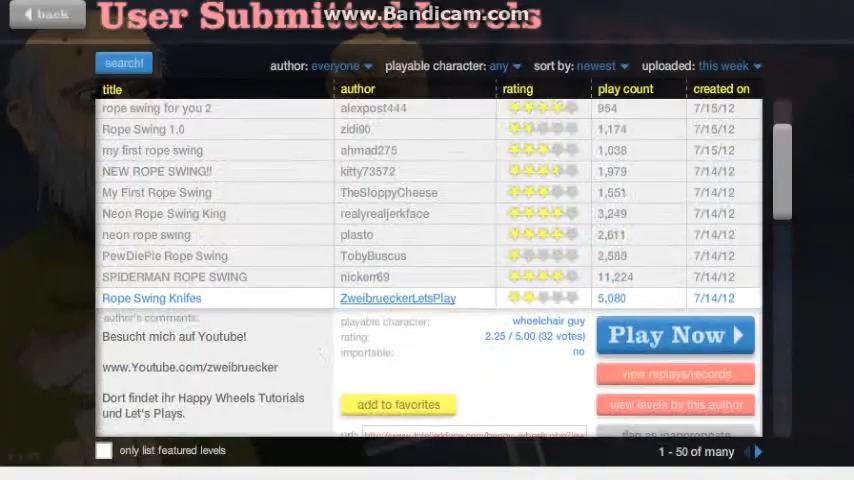 back
User Submitted Levels
www.Bandicam.com
search!
author: everyone
playable character: any
sort by: newest
uploaded: this week
title author rating play count created on
rope swing for you 2 alexpost444 954 7/15/12
Rope Swing 1.0 zidi90 1,174 7/15/12
my first rope swing ahmad275 1,038 7/15/12
NEW ROPE SWING!! kitty73572 1,979 7/14/12
My First Rope Swing TheSloppyCheese 1,551 7/14/12
Neon Rope Swing King realyrealjerkface 3,249 7/14/12
neon rope swing plasto 2,611 7/14/12
PewDiePie Rope Swing TobyBuscus 7/14/12
SPIDERMAN ROPE SWING 11,224 7/14/12
Rope Swing Knifes ZweibrueckerLetsPlay 5,080 7/14/12
author's comments:
Besucht mich auf Youtube!
www.Youtube.com/zweibruecker
Dort findet ihr Happy Wheels Tutorials
und Let's Plays.
playable character: wheelchair guy
rating: 2.25 / 5.00 (32 votes)
importable: no
add to favorites
url:
Play Now
view replays/records
view levels by this author
flag as inappropriate
only list featured levels
1 - 50 of many